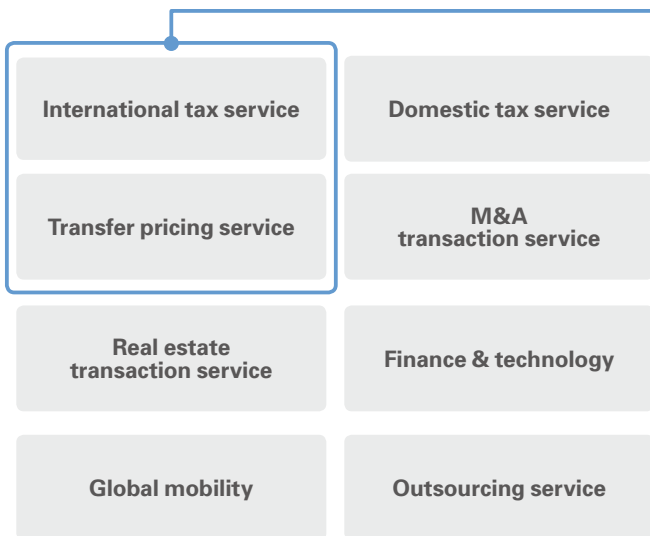 International tax service
Domestic tax service
Transfer pricing service
M&A
transaction service
Real estate
transaction service
Finance & technology
Global mobility
Outsourcing service